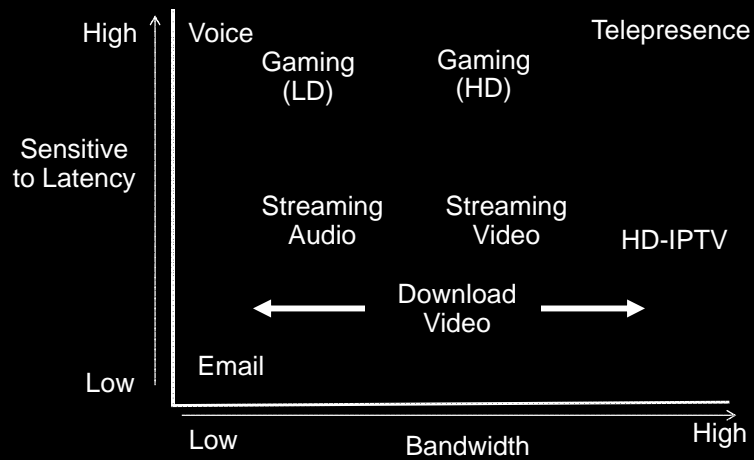 High
Voice
Telepresence
Gaming
(LD)
Gaming
(HD)
Sensitive
to Latency
Streaming
Audio
Streaming
Video
HD-IPTV
Download
Video
Email
Low
Low
Bandwidth
High